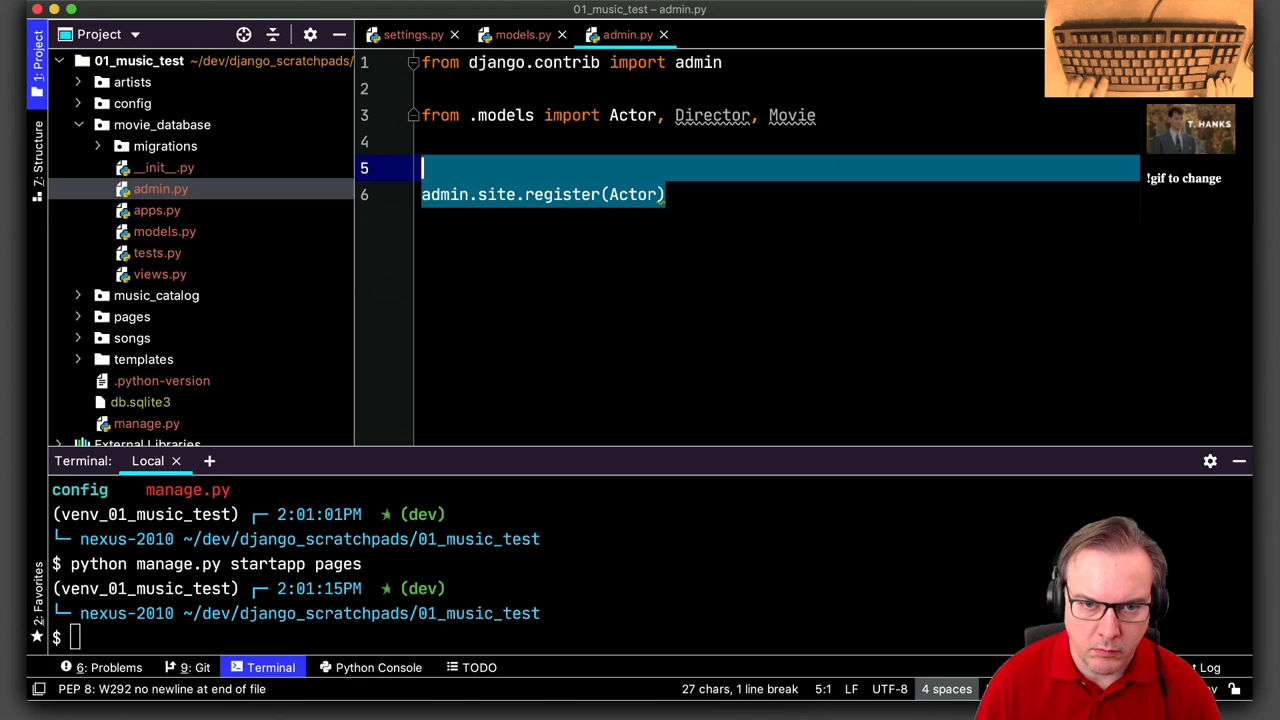 01_music_test – admin.py
Project
settings.py
models.py
admin.py
1: Project
7: Structure
2: Favorites
01_music_test ~/dev/django_scratchpads/
artists
config
movie_database
migrations
__init__.py
admin.py
apps.py
models.py
tests.py
views.py
music_catalog
pages
songs
templates
.python-version
db.sqlite3
manage.py
External Libraries
1 from django.contrib import admin
2
3 from .models import Actor, Director, Movie
4
5
6 admin.site.register(Actor)
T. HANKS
!gif to change
Terminal: Local +
config manage.py
(venv_01_music_test) 2:01:01PM (dev)
nexus-2010 ~/dev/django_scratchpads/01_music_test
$ python manage.py startapp pages
(venv_01_music_test) 2:01:15PM (dev)
nexus-2010 ~/dev/django_scratchpads/01_music_test
$
6: Problems 9: Git Terminal Python Console TODO
t Log
PEP 8: W292 no newline at end of file 27 chars, 1 line break 5:1 LF UTF-8 4 spaces